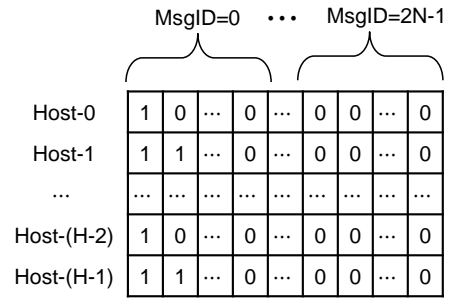 MsgID=0 ··· MsgID=2N-1
Host-0 1 0 ... 0 ... 0 0 ... 0
Host-1 1 1 ... 0 ... 0 0 ... 0
... ... ... ... ... ... ... ... ... ...
Host-(H-2) 1 0 ... 0 ... 0 0 ... 0
Host-(H-1) 1 1 ... 0 ... 0 0 ... 0